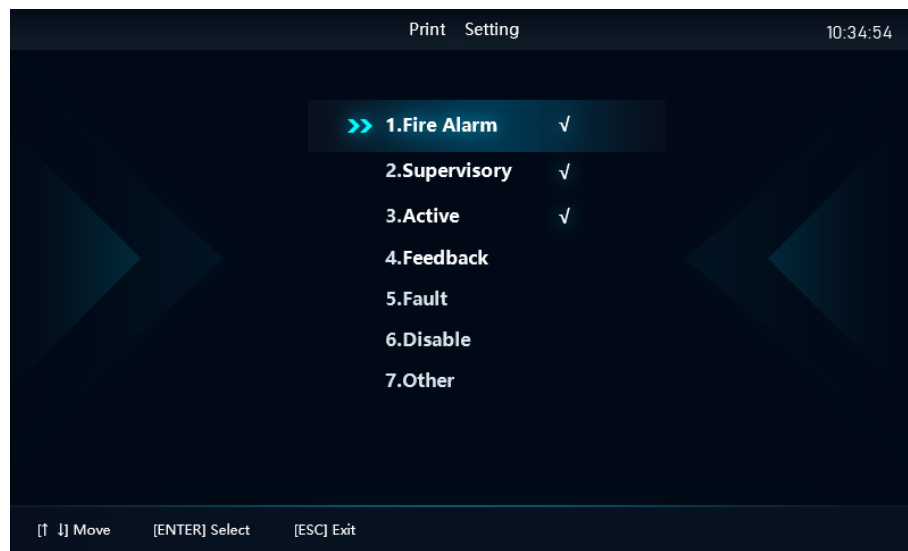 Print Setting 10:34:54
>> 1.Fire Alarm √
2.Supervisory √
3.Active √
4.Feedback
5.Fault
6.Disable
7.Other
[↑ ↓] Move [ENTER] Select [ESC] Exit